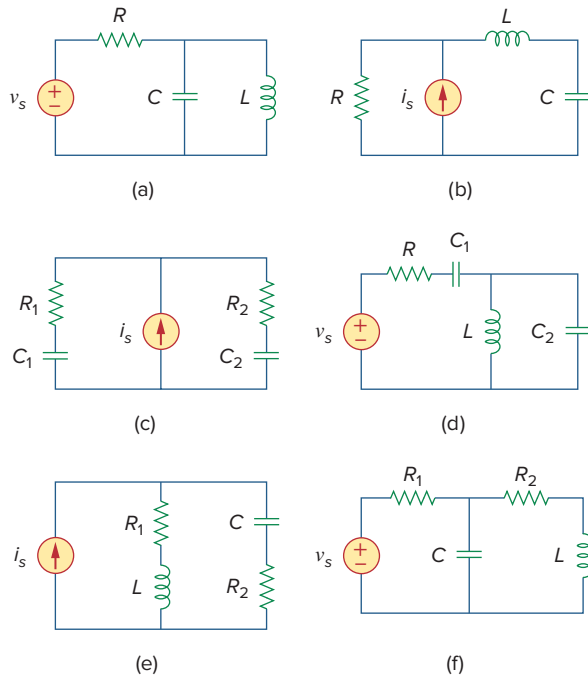 R
v_s
+
−
C
L
(a)
L
R
i_s
C
(b)
R_1
C_1
i_s
R_2
C_2
(c)
R
C_1
v_s
+
−
L
C_2
(d)
i_s
R_1
L
C
R_2
(e)
R_1
R_2
v_s
+
−
C
L
(f)